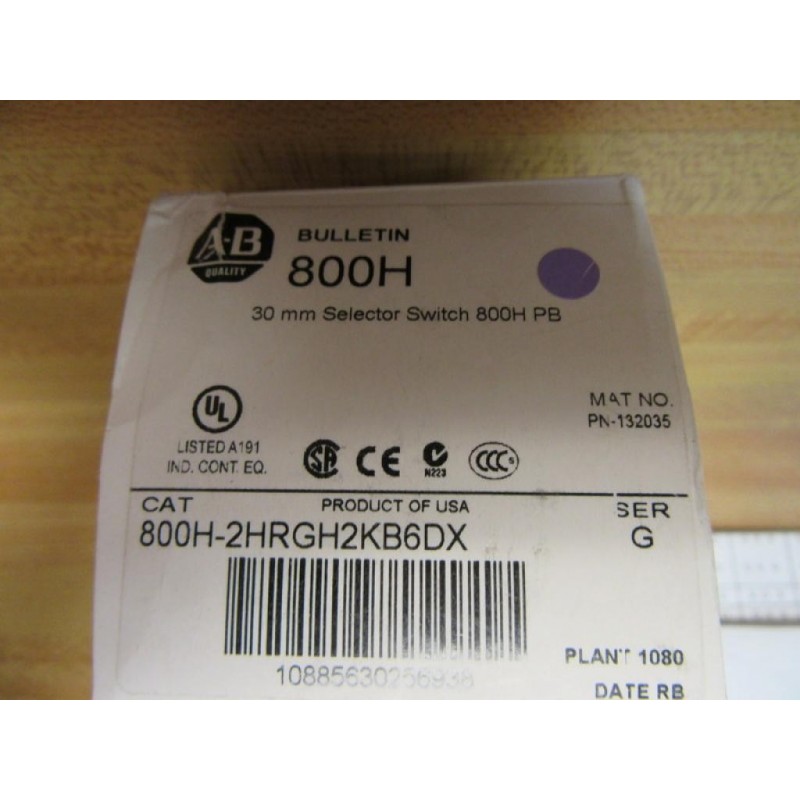 A-B
QUALITY
BULLETIN
800H
30 mm Selector Switch 800H PB
UL
LISTED A191
IND. CONT. EQ.
MAT NO.
PN-132035
SA CE N223 CCC S
CAT PRODUCT OF USA SER
800H-2HRGH2KB6DX G
10885630256938
PLANT 1080
DATE RB